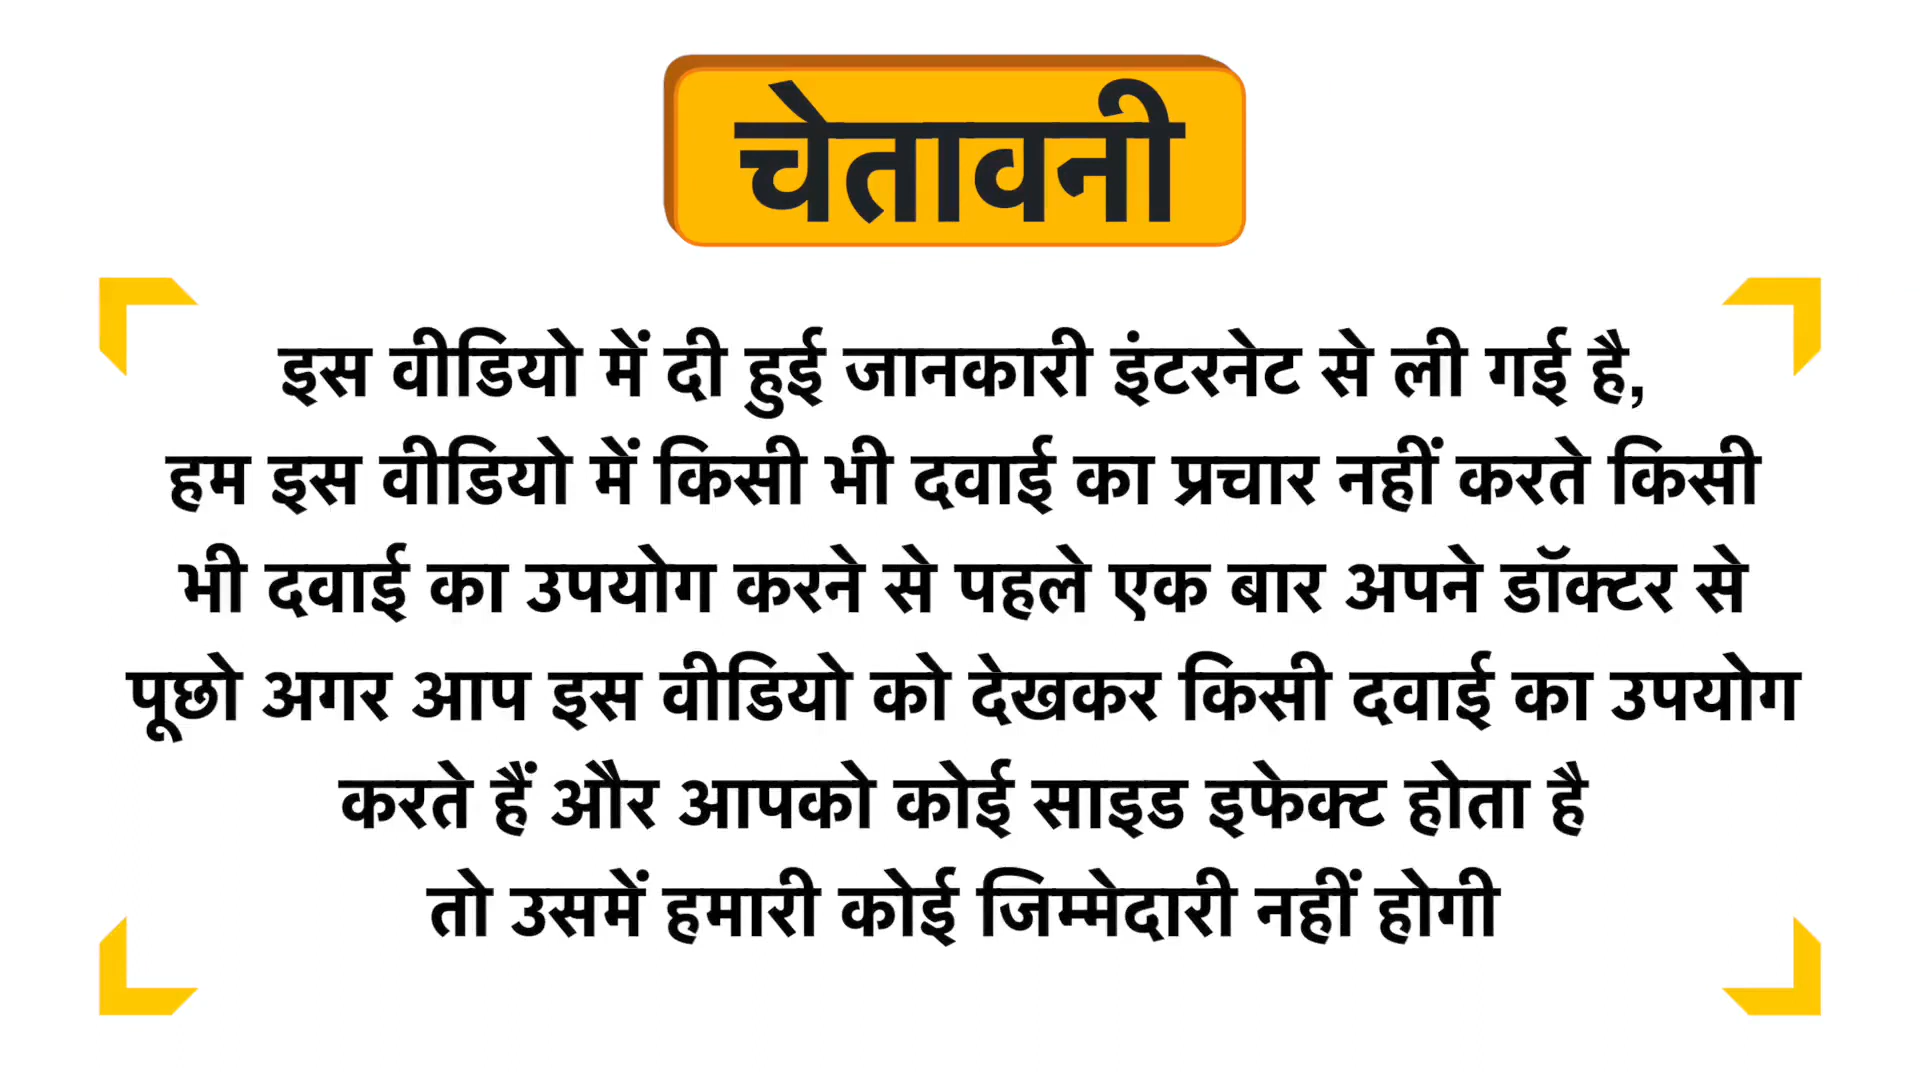 चेतावनी
इस वीडियो में दी हुई जानकारी इंटरनेट से ली गई है,
हम इस वीडियो में किसी भी दवाई का प्रचार नहीं करते किसी
भी दवाई का उपयोग करने से पहले एक बार अपने डॉक्टर से
पूछो अगर आप इस वीडियो को देखकर किसी दवाई का उपयोग
करते हैं और आपको कोई साइड इफेक्ट होता है
तो उसमें हमारी कोई जिम्मेदारी नहीं होगी